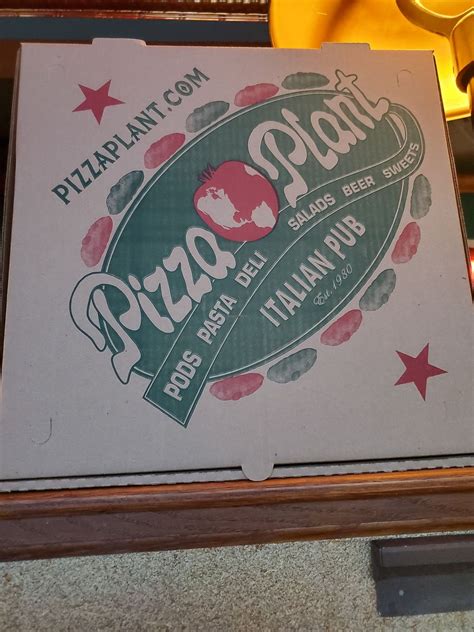 PIZZAPLANT.COM
Pizza Plant
PODS PASTA DELI SALADS BEER SWEETS
ITALIAN PUB
Est. 1980